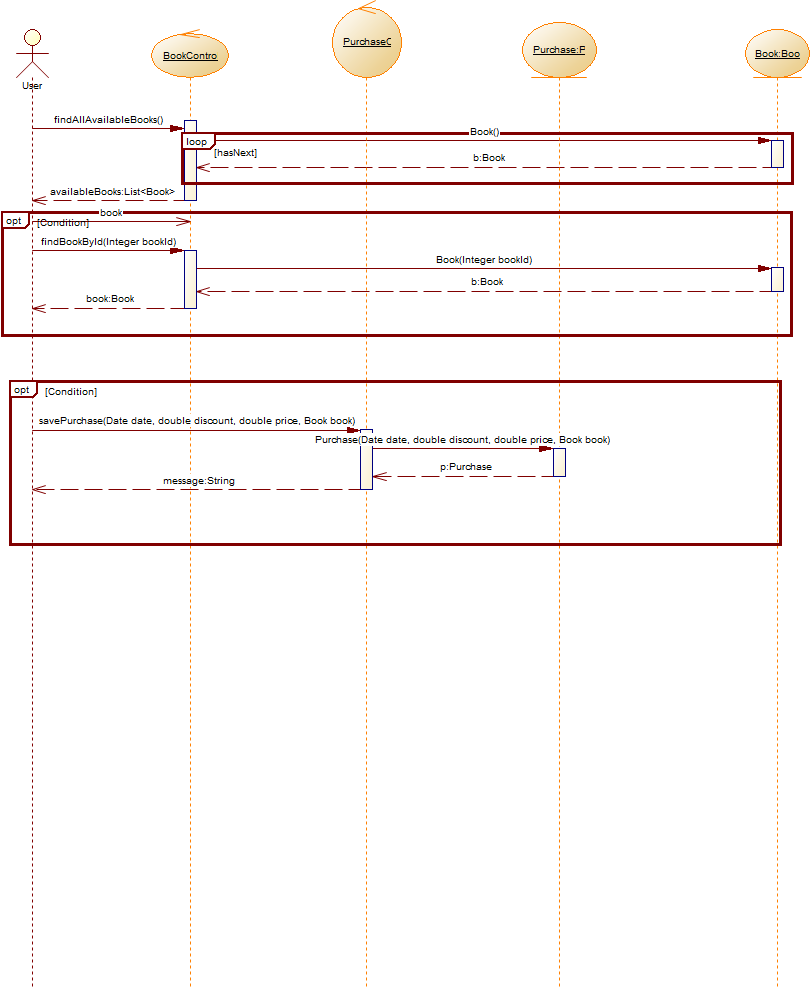 PurchaseC
Purchase:P
BookContro
Book:Boo
User
findAllAvailableBooks()
loop
Book()
[hasNext]
b:Book
availableBooks:List<Book>
opt
book
[Condition]
findBookById(Integer bookId)
Book(Integer bookId)
b:Book
book:Book
opt
[Condition]
savePurchase(Date date, double discount, double price, Book book)
Purchase(Date date, double discount, double price, Book book)
p:Purchase
message:String